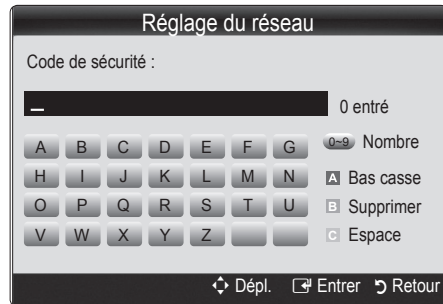 Réglage du réseau
Code de sécurité :
_
0 entré
A B C D E F G 0~9 Nombre
H I J K L M N A Bas casse
O P Q R S T U B Supprimer
V W X Y Z C Espace
Dépl. Entrer Retour